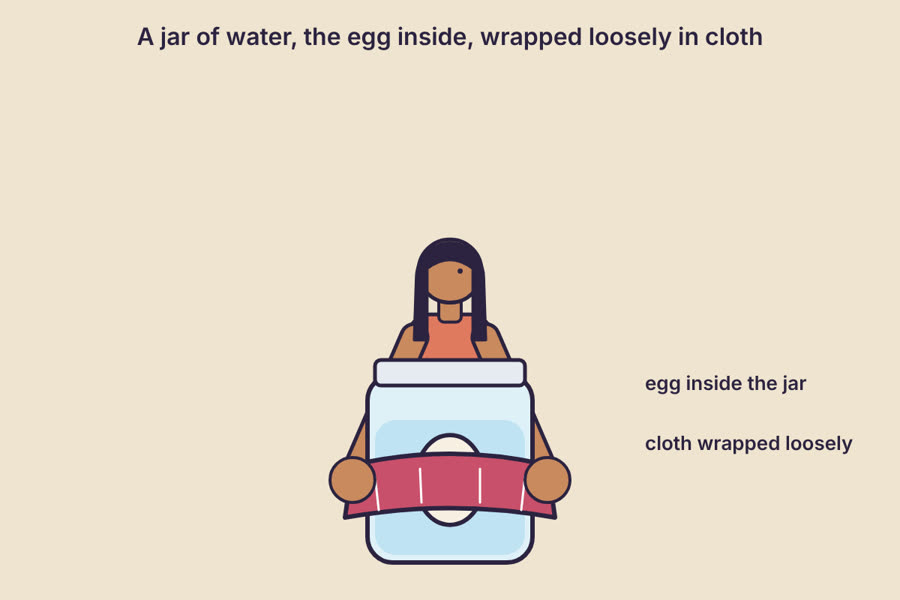 A jar of water, the egg inside, wrapped loosely in cloth
egg inside the jar
cloth wrapped loosely